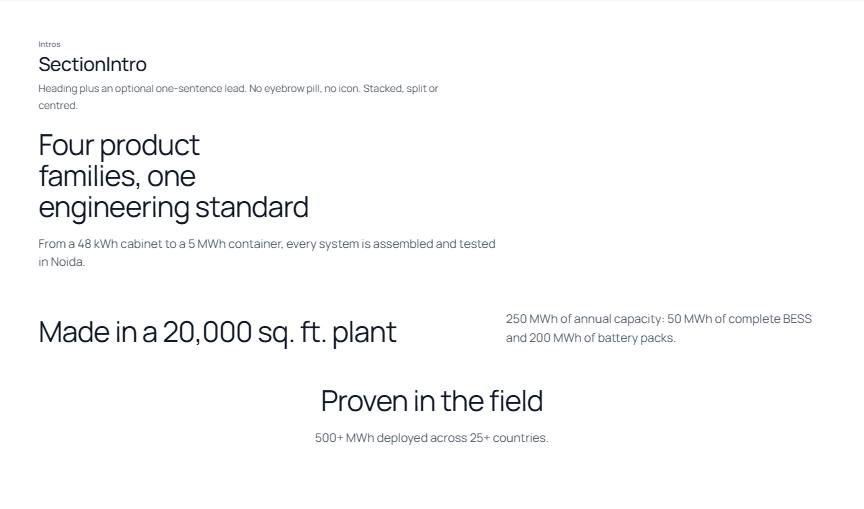 Intros
SectionIntro
Heading plus an optional one-sentence lead. No eyebrow pill, no icon. Stacked, split or
centred.
Four product
families, one
engineering standard
From a 48 kWh cabinet to a 5 MWh container, every system is assembled and tested
in Noida.
Made in a 20,000 sq. ft. plant
250 MWh of annual capacity: 50 MWh of complete BESS
and 200 MWh of battery packs.
Proven in the field
500+ MWh deployed across 25+ countries.